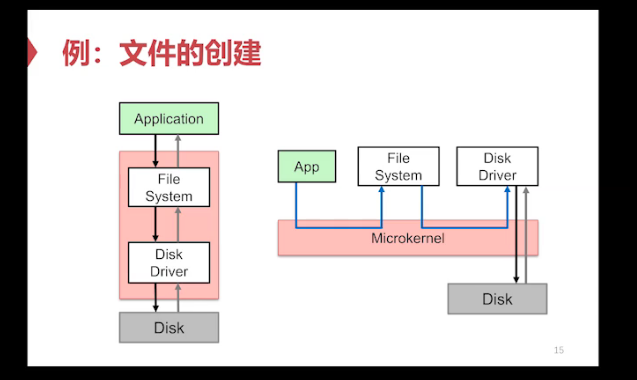 例：文件的创建
Application
File
System
Disk
Driver
Disk
App
File
System
Disk
Driver
Microkernel
Disk
15